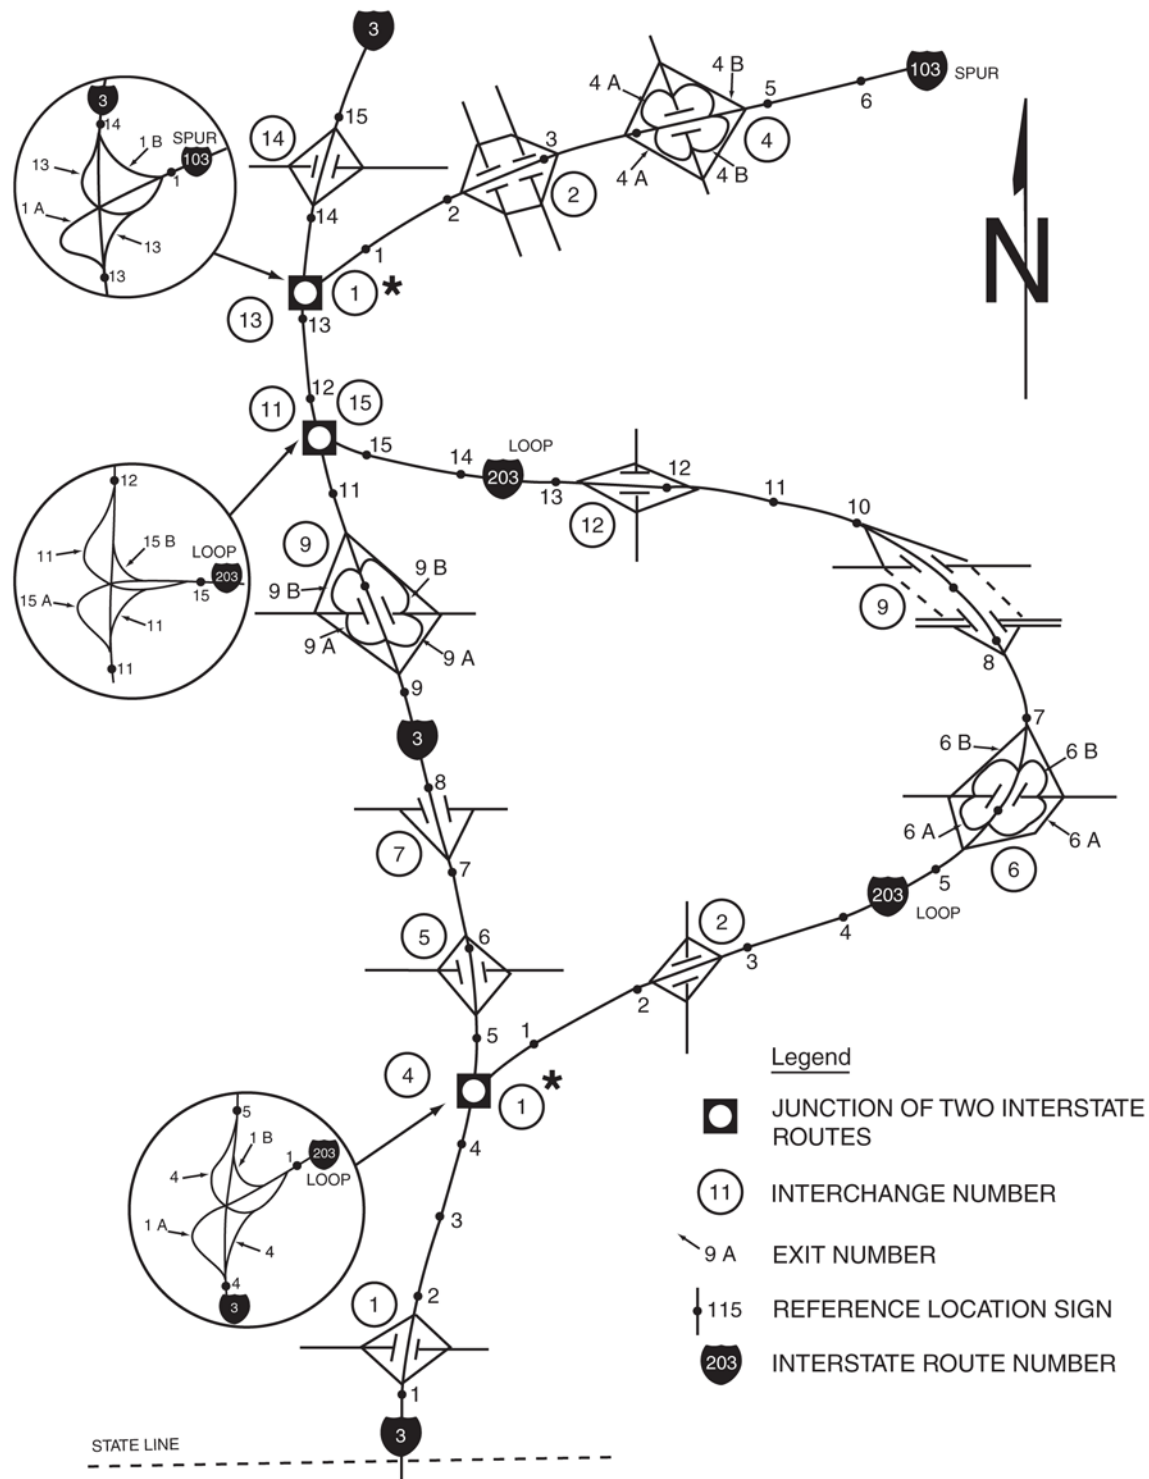 3
15
14
14
3
14
1 B
SPUR
103
13
1
1 A
13
13
4 A
4 B
5
6
103
SPUR
3
4
4 A
4 B
2
2
1
1 *
13
13
N
12
11
15
15
14
LOOP
203
13
12
12
11
10
11
12
11
15 B
LOOP
203
15
15 A
11
11
9
9 B
9 B
9 A
9 A
9
9
8
7
6 B
6 B
6 A
6 A
6
5
203
LOOP
4
3
2
2
1
3
8
7
7
5
6
5
4
1 *
4
3
2
1
1
3
5
1 B
1
203
LOOP
4
1 A
4
4
3
STATE LINE
Legend
JUNCTION OF TWO INTERSTATE
ROUTES
11 INTERCHANGE NUMBER
9 A EXIT NUMBER
115 REFERENCE LOCATION SIGN
203 INTERSTATE ROUTE NUMBER